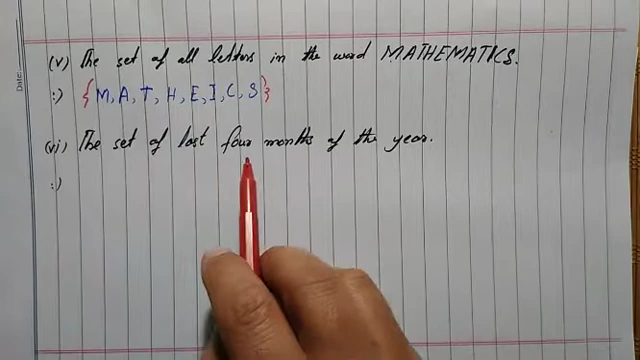 Date:
(v) The set of all letters in the word MATHEMATICS.
:) {M, A, T, H, E, I, C, S}
(vi) The set of last four months of the year.
:)